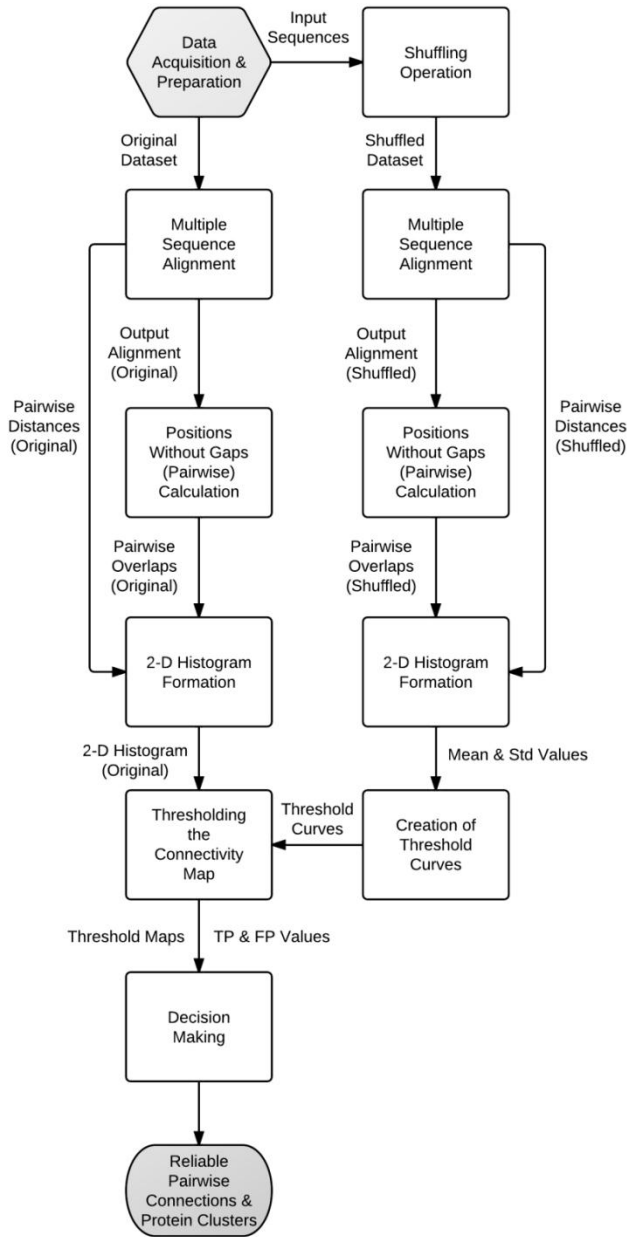 Data
Acquisition &
Preparation
Input
Sequences
Shuffling
Operation
Original
Dataset
Shuffled
Dataset
Multiple
Sequence
Alignment
Multiple
Sequence
Alignment
Output
Alignment
(Original)
Output
Alignment
(Shuffled)
Pairwise
Distances
(Original)
Positions
Without Gaps
(Pairwise)
Calculation
Positions
Without Gaps
(Pairwise)
Calculation
Pairwise
Distances
(Shuffled)
Pairwise
Overlaps
(Original)
Pairwise
Overlaps
(Shuffled)
2-D Histogram
Formation
2-D Histogram
Formation
2-D Histogram
(Original)
Mean & Std Values
Thresholding
the
Connectivity
Map
Threshold
Curves
Creation of
Threshold
Curves
Threshold Maps
TP & FP Values
Decision
Making
Reliable
Pairwise
Connections &
Protein Clusters